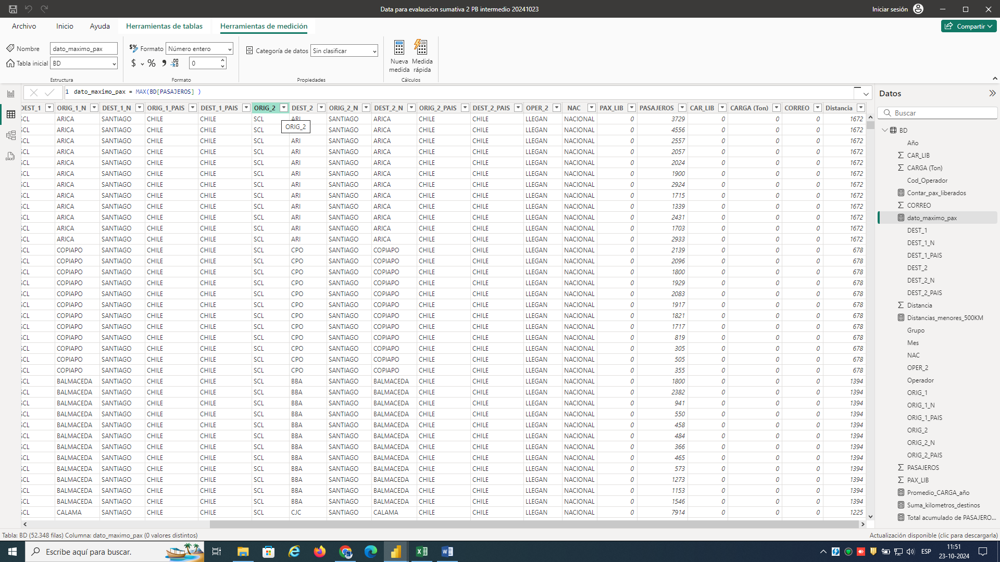 Data para evalaucion sumativa 2 PB intermedio 20241023
Iniciar sesión
Archivo Inicio Ayuda Herramientas de tablas Herramientas de medición
Compartir
Nombre dato_maximo_pax
Formato Número entero
Categoría de datos Sin clasificar
Tabla inicial BD
$ % 0
Nueva medida
Medida rápida
Estructura Formato Propiedades Cálculos
1 dato_maximo_pax = MAX(BD[PASAJEROS] )
DEST_1 ORIG_1_N DEST_1_N ORIG_1_PAIS DEST_1_PAIS ORIG_2 DEST_2 ORIG_2_N DEST_2_N ORIG_2_PAIS DEST_2_PAIS OPER_2 NAC PAX_LIB PASAJEROS CAR_LIB CARGA (Ton) CORREO Distancia
SCL ARICA SANTIAGO CHILE CHILE SCL ARI SANTIAGO ARICA CHILE CHILE LLEGAN NACIONAL 0 3729 0 0 0 1672
ORIG_2
SCL ARICA SANTIAGO CHILE CHILE SCL SANTIAGO ARICA CHILE CHILE LLEGAN NACIONAL 0 4556 0 0 0 1672
SCL ARICA SANTIAGO CHILE CHILE SCL ARI SANTIAGO ARICA CHILE CHILE LLEGAN NACIONAL 0 2557 0 0 0 1672
SCL ARICA SANTIAGO CHILE CHILE SCL ARI SANTIAGO ARICA CHILE CHILE LLEGAN NACIONAL 0 2057 0 0 0 1672
SCL ARICA SANTIAGO CHILE CHILE SCL ARI SANTIAGO ARICA CHILE CHILE LLEGAN NACIONAL 0 2024 0 0 0 1672
SCL ARICA SANTIAGO CHILE CHILE SCL ARI SANTIAGO ARICA CHILE CHILE LLEGAN NACIONAL 0 1900 0 0 0 1672
SCL ARICA SANTIAGO CHILE CHILE SCL ARI SANTIAGO ARICA CHILE CHILE LLEGAN NACIONAL 0 2924 0 0 0 1672
SCL ARICA SANTIAGO CHILE CHILE SCL ARI SANTIAGO ARICA CHILE CHILE LLEGAN NACIONAL 0 1715 0 0 0 1672
SCL ARICA SANTIAGO CHILE CHILE SCL ARI SANTIAGO ARICA CHILE CHILE LLEGAN NACIONAL 0 1339 0 0 0 1672
SCL ARICA SANTIAGO CHILE CHILE SCL ARI SANTIAGO ARICA CHILE CHILE LLEGAN NACIONAL 0 2431 0 0 0 1672
SCL ARICA SANTIAGO CHILE CHILE SCL ARI SANTIAGO ARICA CHILE CHILE LLEGAN NACIONAL 0 1703 0 0 0 1672
SCL ARICA SANTIAGO CHILE CHILE SCL ARI SANTIAGO ARICA CHILE CHILE LLEGAN NACIONAL 0 2933 0 0 0 1672
SCL COPIAPO SANTIAGO CHILE CHILE SCL CPO SANTIAGO COPIAPO CHILE CHILE LLEGAN NACIONAL 0 2139 0 0 0 678
SCL COPIAPO SANTIAGO CHILE CHILE SCL CPO SANTIAGO COPIAPO CHILE CHILE LLEGAN NACIONAL 0 2096 0 0 0 678
SCL COPIAPO SANTIAGO CHILE CHILE SCL CPO SANTIAGO COPIAPO CHILE CHILE LLEGAN NACIONAL 0 1800 0 0 0 678
SCL COPIAPO SANTIAGO CHILE CHILE SCL CPO SANTIAGO COPIAPO CHILE CHILE LLEGAN NACIONAL 0 1929 0 0 0 678
SCL COPIAPO SANTIAGO CHILE CHILE SCL CPO SANTIAGO COPIAPO CHILE CHILE LLEGAN NACIONAL 0 2083 0 0 0 678
SCL COPIAPO SANTIAGO CHILE CHILE SCL CPO SANTIAGO COPIAPO CHILE CHILE LLEGAN NACIONAL 0 1917 0 0 0 678
SCL COPIAPO SANTIAGO CHILE CHILE SCL CPO SANTIAGO COPIAPO CHILE CHILE LLEGAN NACIONAL 0 1821 0 0 0 678
SCL COPIAPO SANTIAGO CHILE CHILE SCL CPO SANTIAGO COPIAPO CHILE CHILE LLEGAN NACIONAL 0 1717 0 0 0 678
SCL COPIAPO SANTIAGO CHILE CHILE SCL CPO SANTIAGO COPIAPO CHILE CHILE LLEGAN NACIONAL 0 819 0 0 0 678
SCL COPIAPO SANTIAGO CHILE CHILE SCL CPO SANTIAGO COPIAPO CHILE CHILE LLEGAN NACIONAL 0 305 0 0 0 678
SCL COPIAPO SANTIAGO CHILE CHILE SCL CPO SANTIAGO COPIAPO CHILE CHILE LLEGAN NACIONAL 0 505 0 0 0 678
SCL COPIAPO SANTIAGO CHILE CHILE SCL CPO SANTIAGO COPIAPO CHILE CHILE LLEGAN NACIONAL 0 355 0 0 0 678
SCL BALMACEDA SANTIAGO CHILE CHILE SCL BBA SANTIAGO BALMACEDA CHILE CHILE LLEGAN NACIONAL 0 1800 0 0 0 1394
SCL BALMACEDA SANTIAGO CHILE CHILE SCL BBA SANTIAGO BALMACEDA CHILE CHILE LLEGAN NACIONAL 0 2382 0 0 0 1394
SCL BALMACEDA SANTIAGO CHILE CHILE SCL BBA SANTIAGO BALMACEDA CHILE CHILE LLEGAN NACIONAL 0 941 0 0 0 1394
SCL BALMACEDA SANTIAGO CHILE CHILE SCL BBA SANTIAGO BALMACEDA CHILE CHILE LLEGAN NACIONAL 0 550 0 0 0 1394
SCL BALMACEDA SANTIAGO CHILE CHILE SCL BBA SANTIAGO BALMACEDA CHILE CHILE LLEGAN NACIONAL 0 458 0 0 0 1394
SCL BALMACEDA SANTIAGO CHILE CHILE SCL BBA SANTIAGO BALMACEDA CHILE CHILE LLEGAN NACIONAL 0 484 0 0 0 1394
SCL BALMACEDA SANTIAGO CHILE CHILE SCL BBA SANTIAGO BALMACEDA CHILE CHILE LLEGAN NACIONAL 0 366 0 0 0 1394
SCL BALMACEDA SANTIAGO CHILE CHILE SCL BBA SANTIAGO BALMACEDA CHILE CHILE LLEGAN NACIONAL 0 465 0 0 0 1394
SCL BALMACEDA SANTIAGO CHILE CHILE SCL BBA SANTIAGO BALMACEDA CHILE CHILE LLEGAN NACIONAL 0 573 0 0 0 1394
SCL BALMACEDA SANTIAGO CHILE CHILE SCL BBA SANTIAGO BALMACEDA CHILE CHILE LLEGAN NACIONAL 0 1273 0 0 0 1394
SCL BALMACEDA SANTIAGO CHILE CHILE SCL BBA SANTIAGO BALMACEDA CHILE CHILE LLEGAN NACIONAL 0 1153 0 0 0 1394
SCL BALMACEDA SANTIAGO CHILE CHILE SCL BBA SANTIAGO BALMACEDA CHILE CHILE LLEGAN NACIONAL 0 1546 0 0 0 1394
SCL CALAMA SANTIAGO CHILE CHILE SCL CJC SANTIAGO CALAMA CHILE CHILE LLEGAN NACIONAL 0 7914 0 0 0 1225
Datos
Buscar
BD
Año
CAR_LIB
CARGA (Ton)
Cod_Operador
Contar_pax_liberados
CORREO
dato_maximo_pax
DEST_1
DEST_1_N
DEST_1_PAIS
DEST_2
DEST_2_N
DEST_2_PAIS
Distancia
Distancias_menores_500KM
Grupo
Mes
NAC
OPER_2
Operador
ORIG_1
ORIG_1_N
ORIG_1_PAIS
ORIG_2
ORIG_2_N
ORIG_2_PAIS
PASAJEROS
PAX_LIB
Promedio_CARGA_año
Suma_kilometros_destinos
Total acumulado de PASAJERO...
Tabla: BD (52.348 filas) Columna: dato_maximo_pax (0 valores distintos)
Actualización disponible (clic para descargarla)
Escribe aquí para buscar.
ESP
11:51
23-10-2024